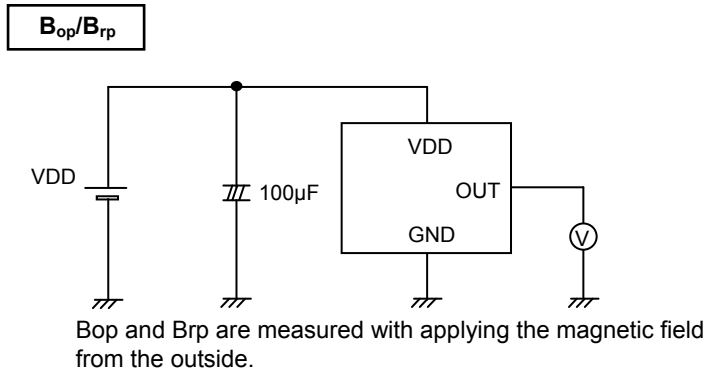 Bop/Brp
VDD
100µF
VDD
OUT
GND
V
Bop and Brp are measured with applying the magnetic field
from the outside.